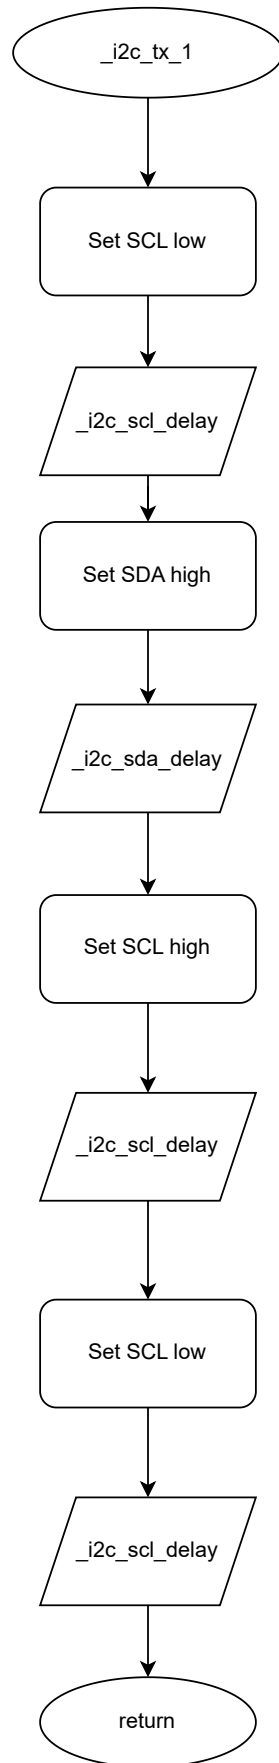 _i2c_tx_1
Set SCL low
_i2c_scl_delay
Set SDA high
_i2c_sda_delay
Set SCL high
_i2c_scl_delay
Set SCL low
_i2c_scl_delay
return